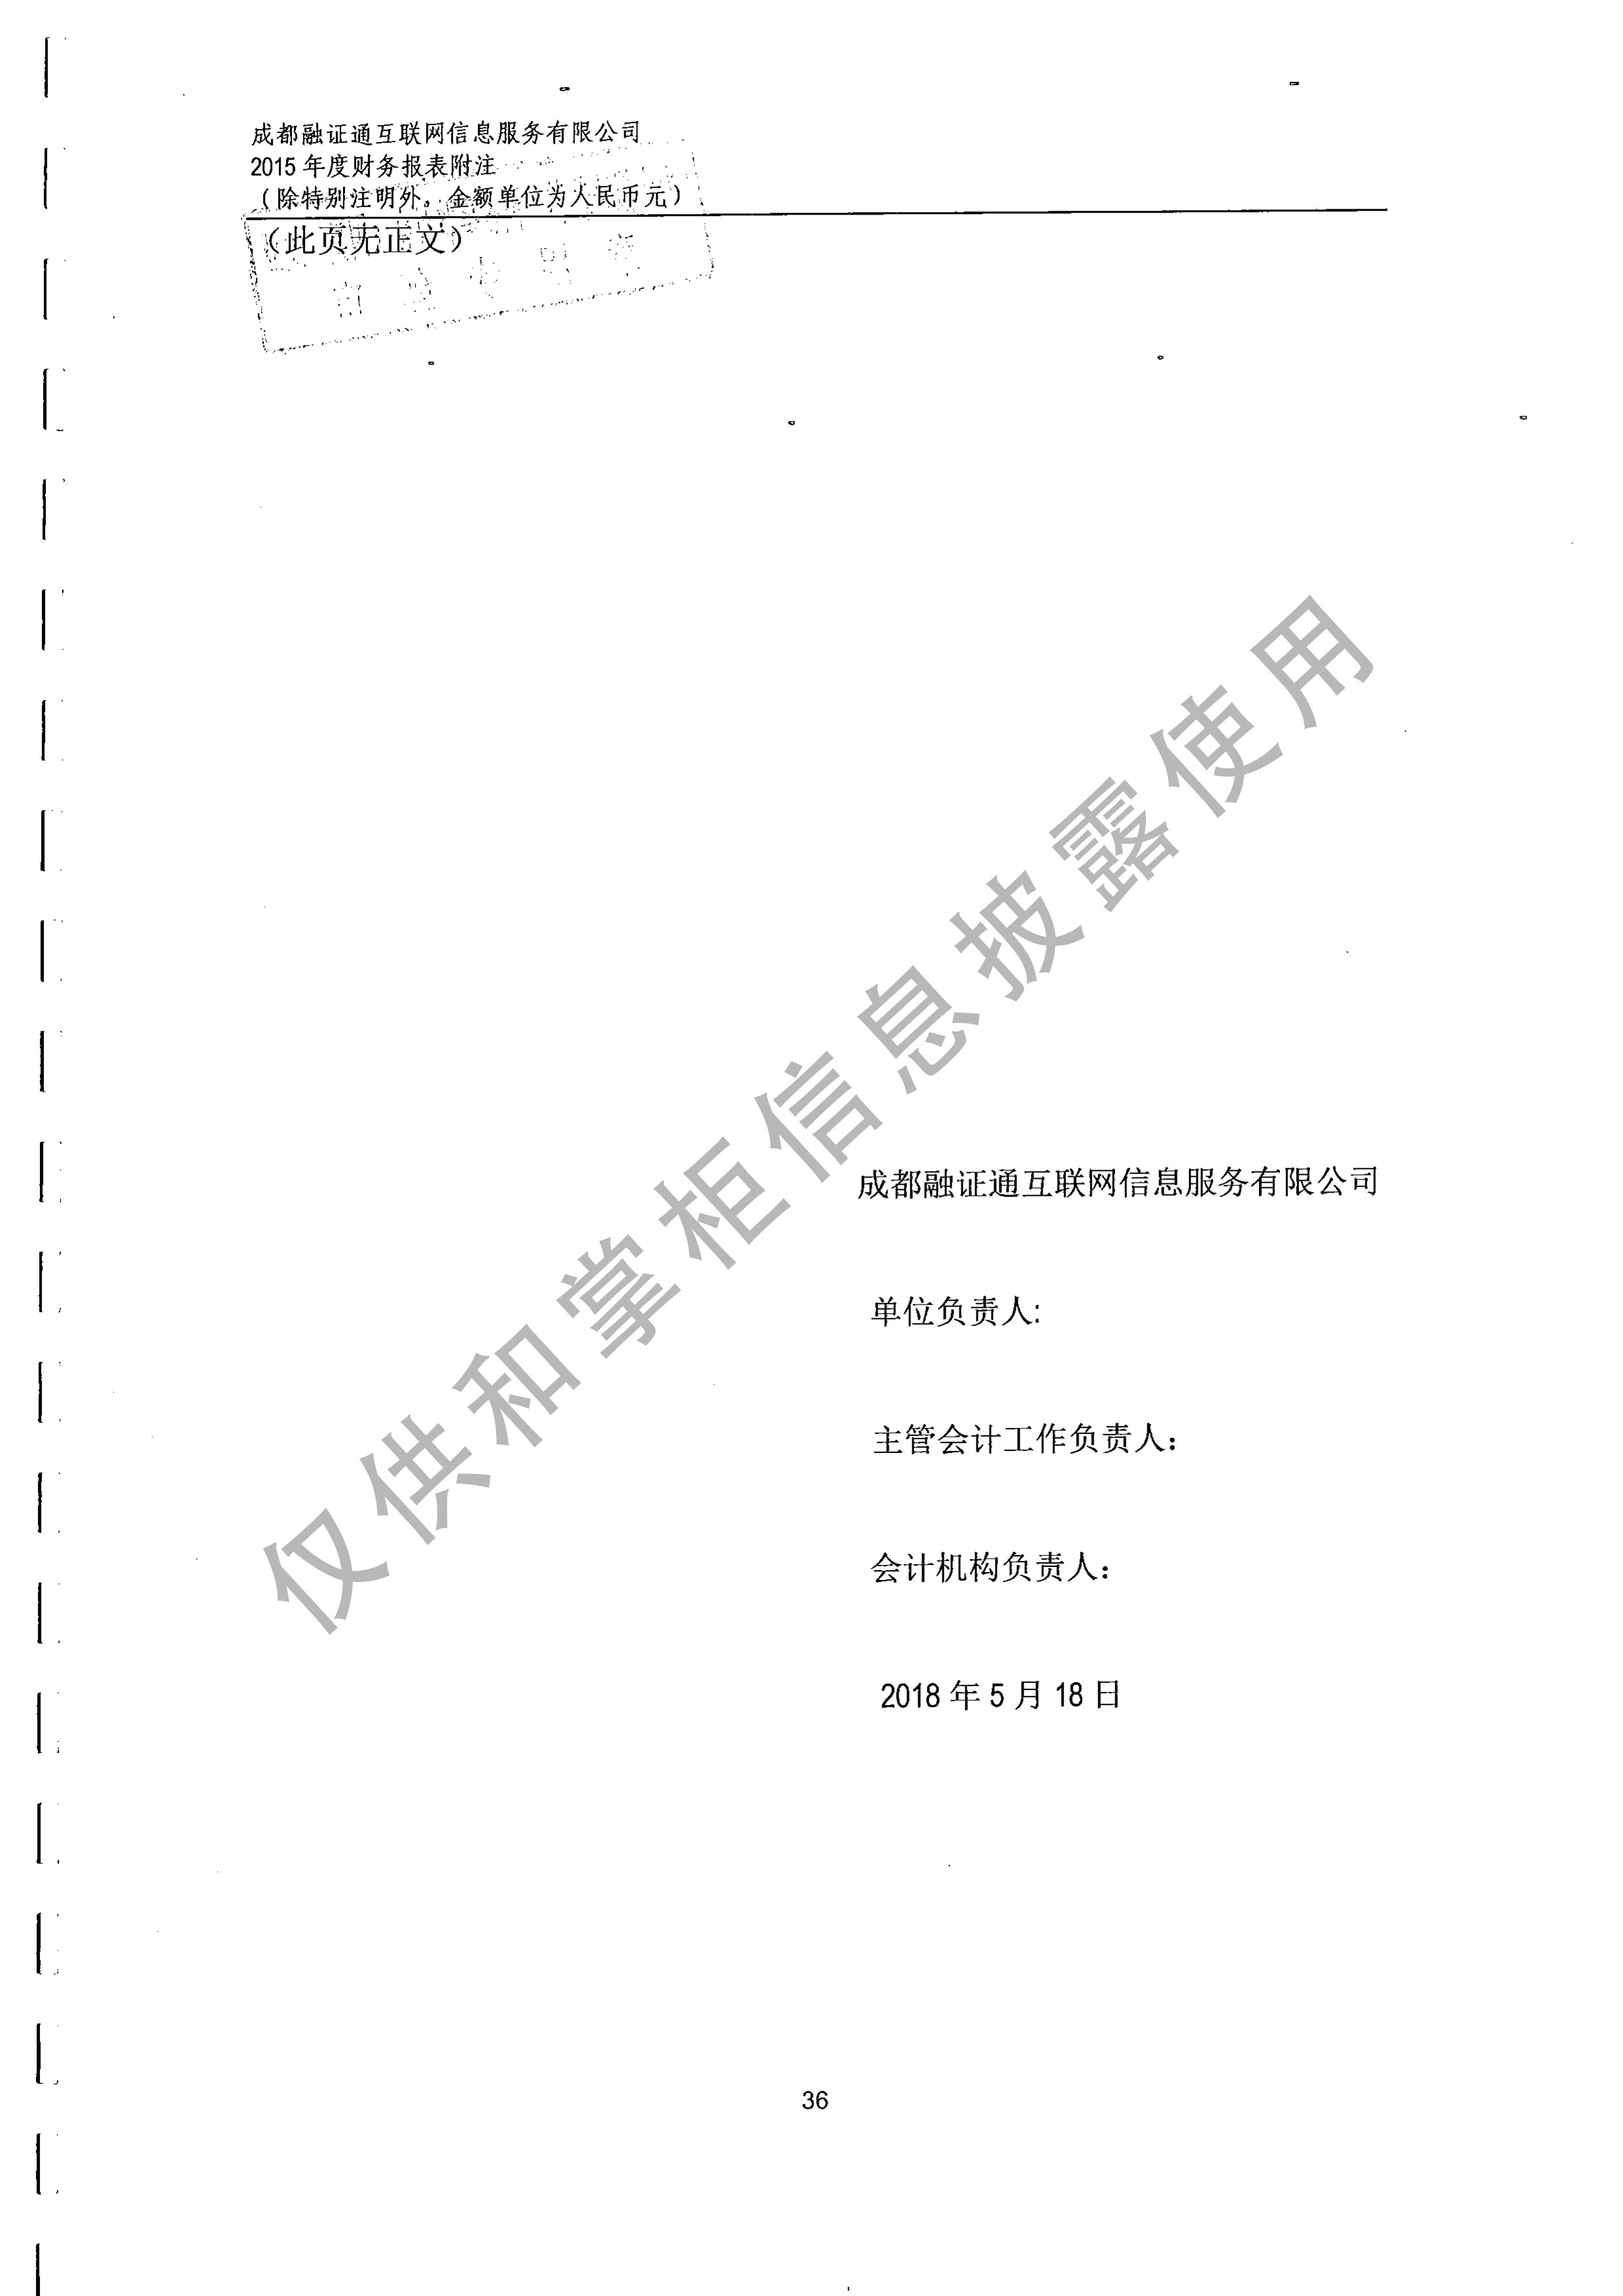 成都融证通互联网信息服务有限公司
2015 年度财务报表附注
（除特别注明外，金额单位为人民币元）
（此页无正文）
仅供和掌柜信息披露使用
成都融证通互联网信息服务有限公司
单位负责人:
主管会计工作负责人：
会计机构负责人：
2018 年 5 月 18 日
36